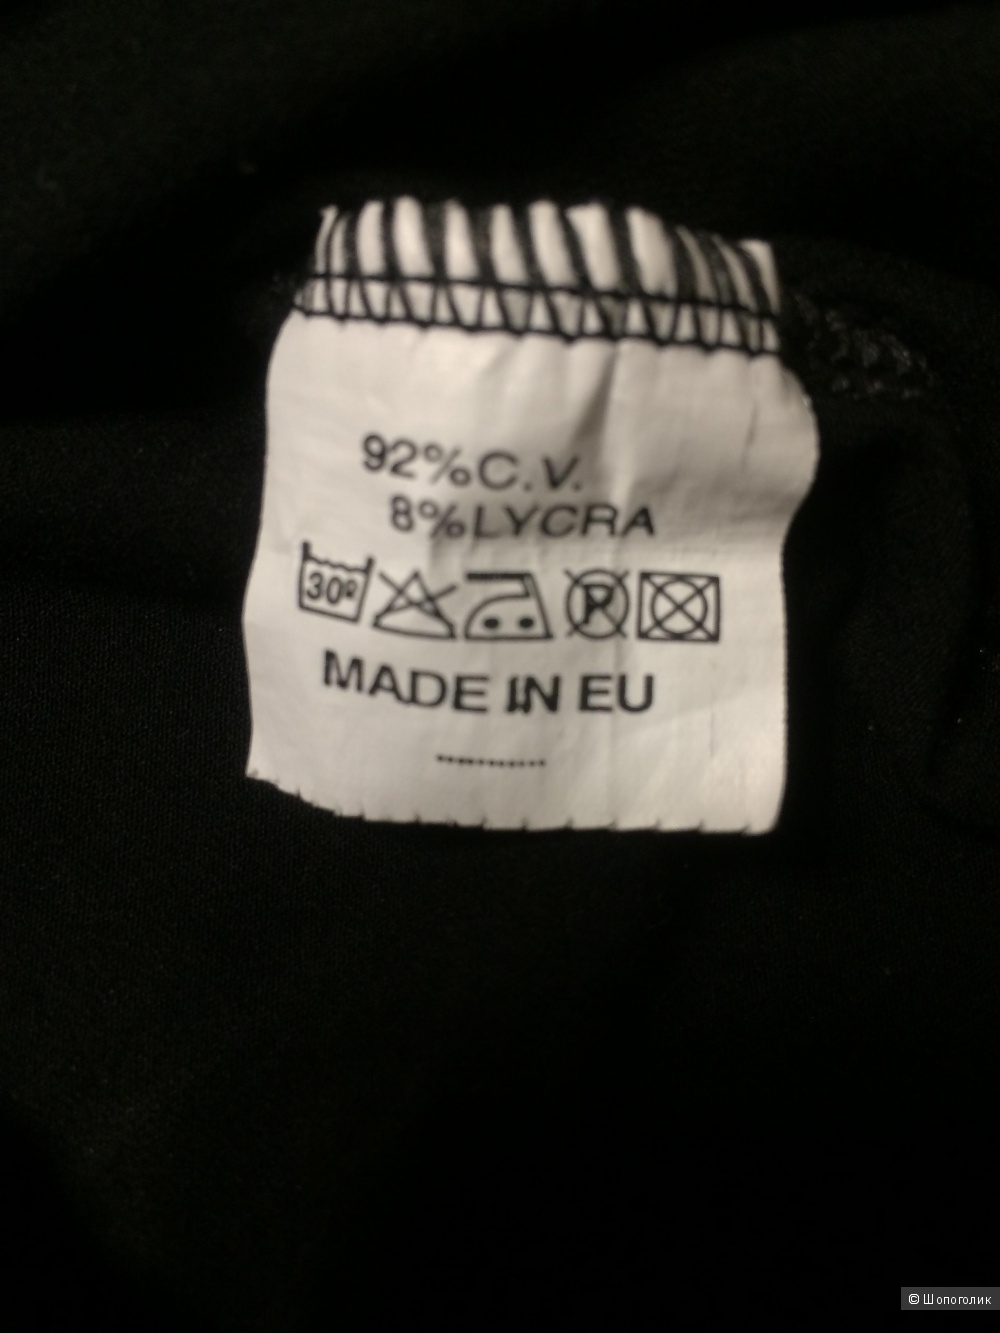 92%C.V.
8%LYCRA
30º P
MADE IN EU
© Шопоголик